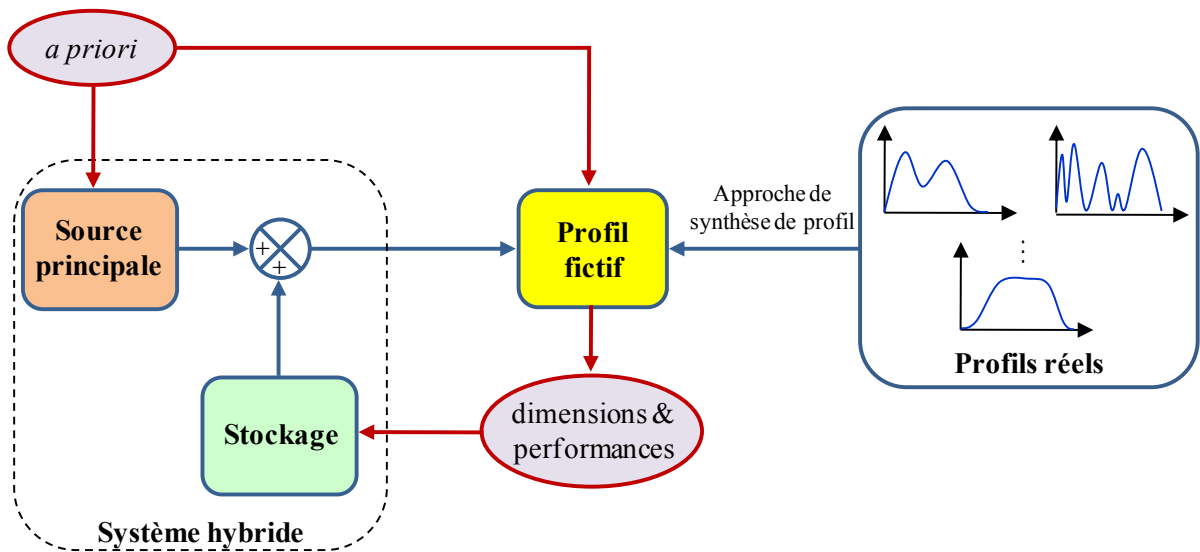 a priori
Source
principale
+
+
Profil
fictif
Approche de
synthèse de profil
⋮
Profils réels
Stockage
dimensions &
performances
Système hybride